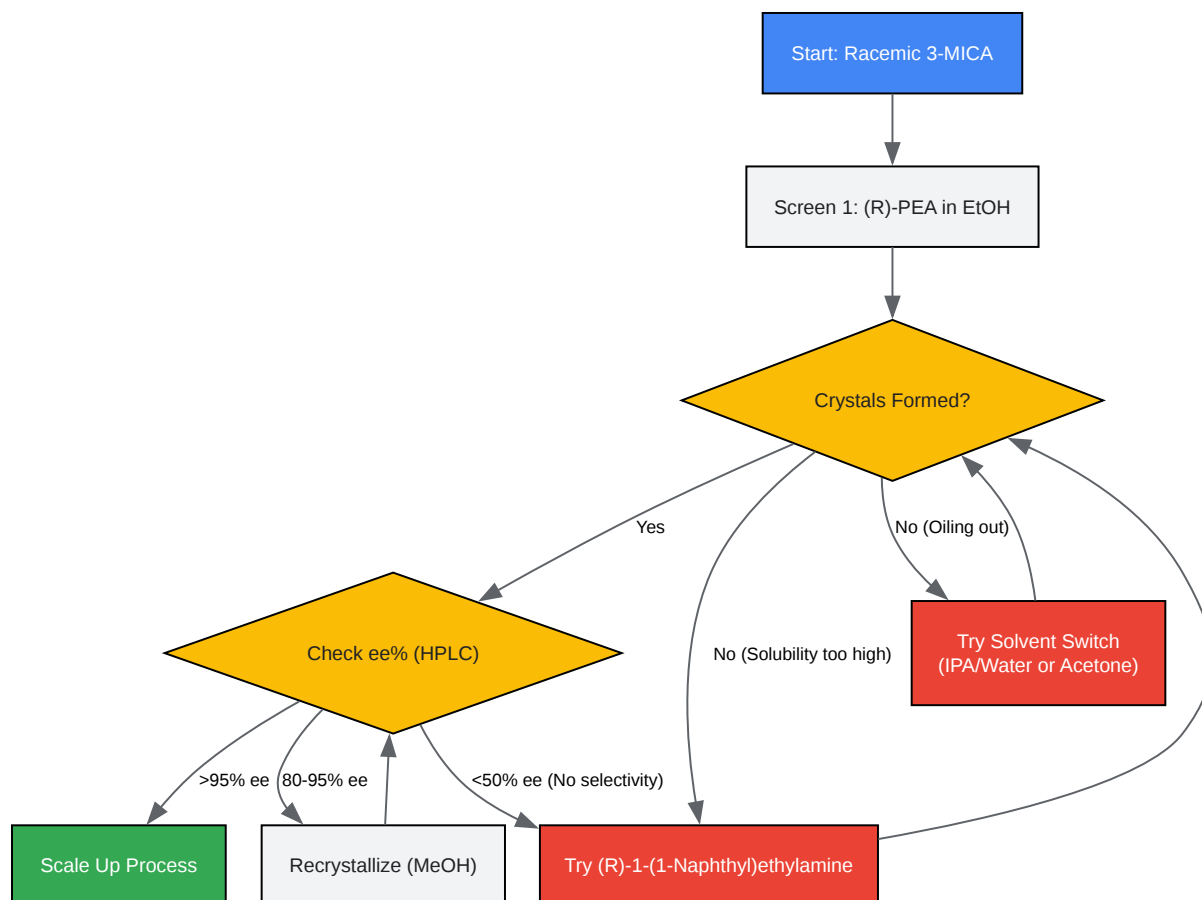 Start: Racemic 3-MICA
Screen 1: (R)-PEA in EtOH
Crystals Formed?
Yes
No (Oiling out)
Try Solvent Switch
(IPA/Water or Acetone)
No (Solubility too high)
Check ee% (HPLC)
>95% ee
80-95% ee
<50% ee (No selectivity)
Scale Up Process
Recrystallize (MeOH)
Try (R)-1-(1-Naphthyl)ethylamine